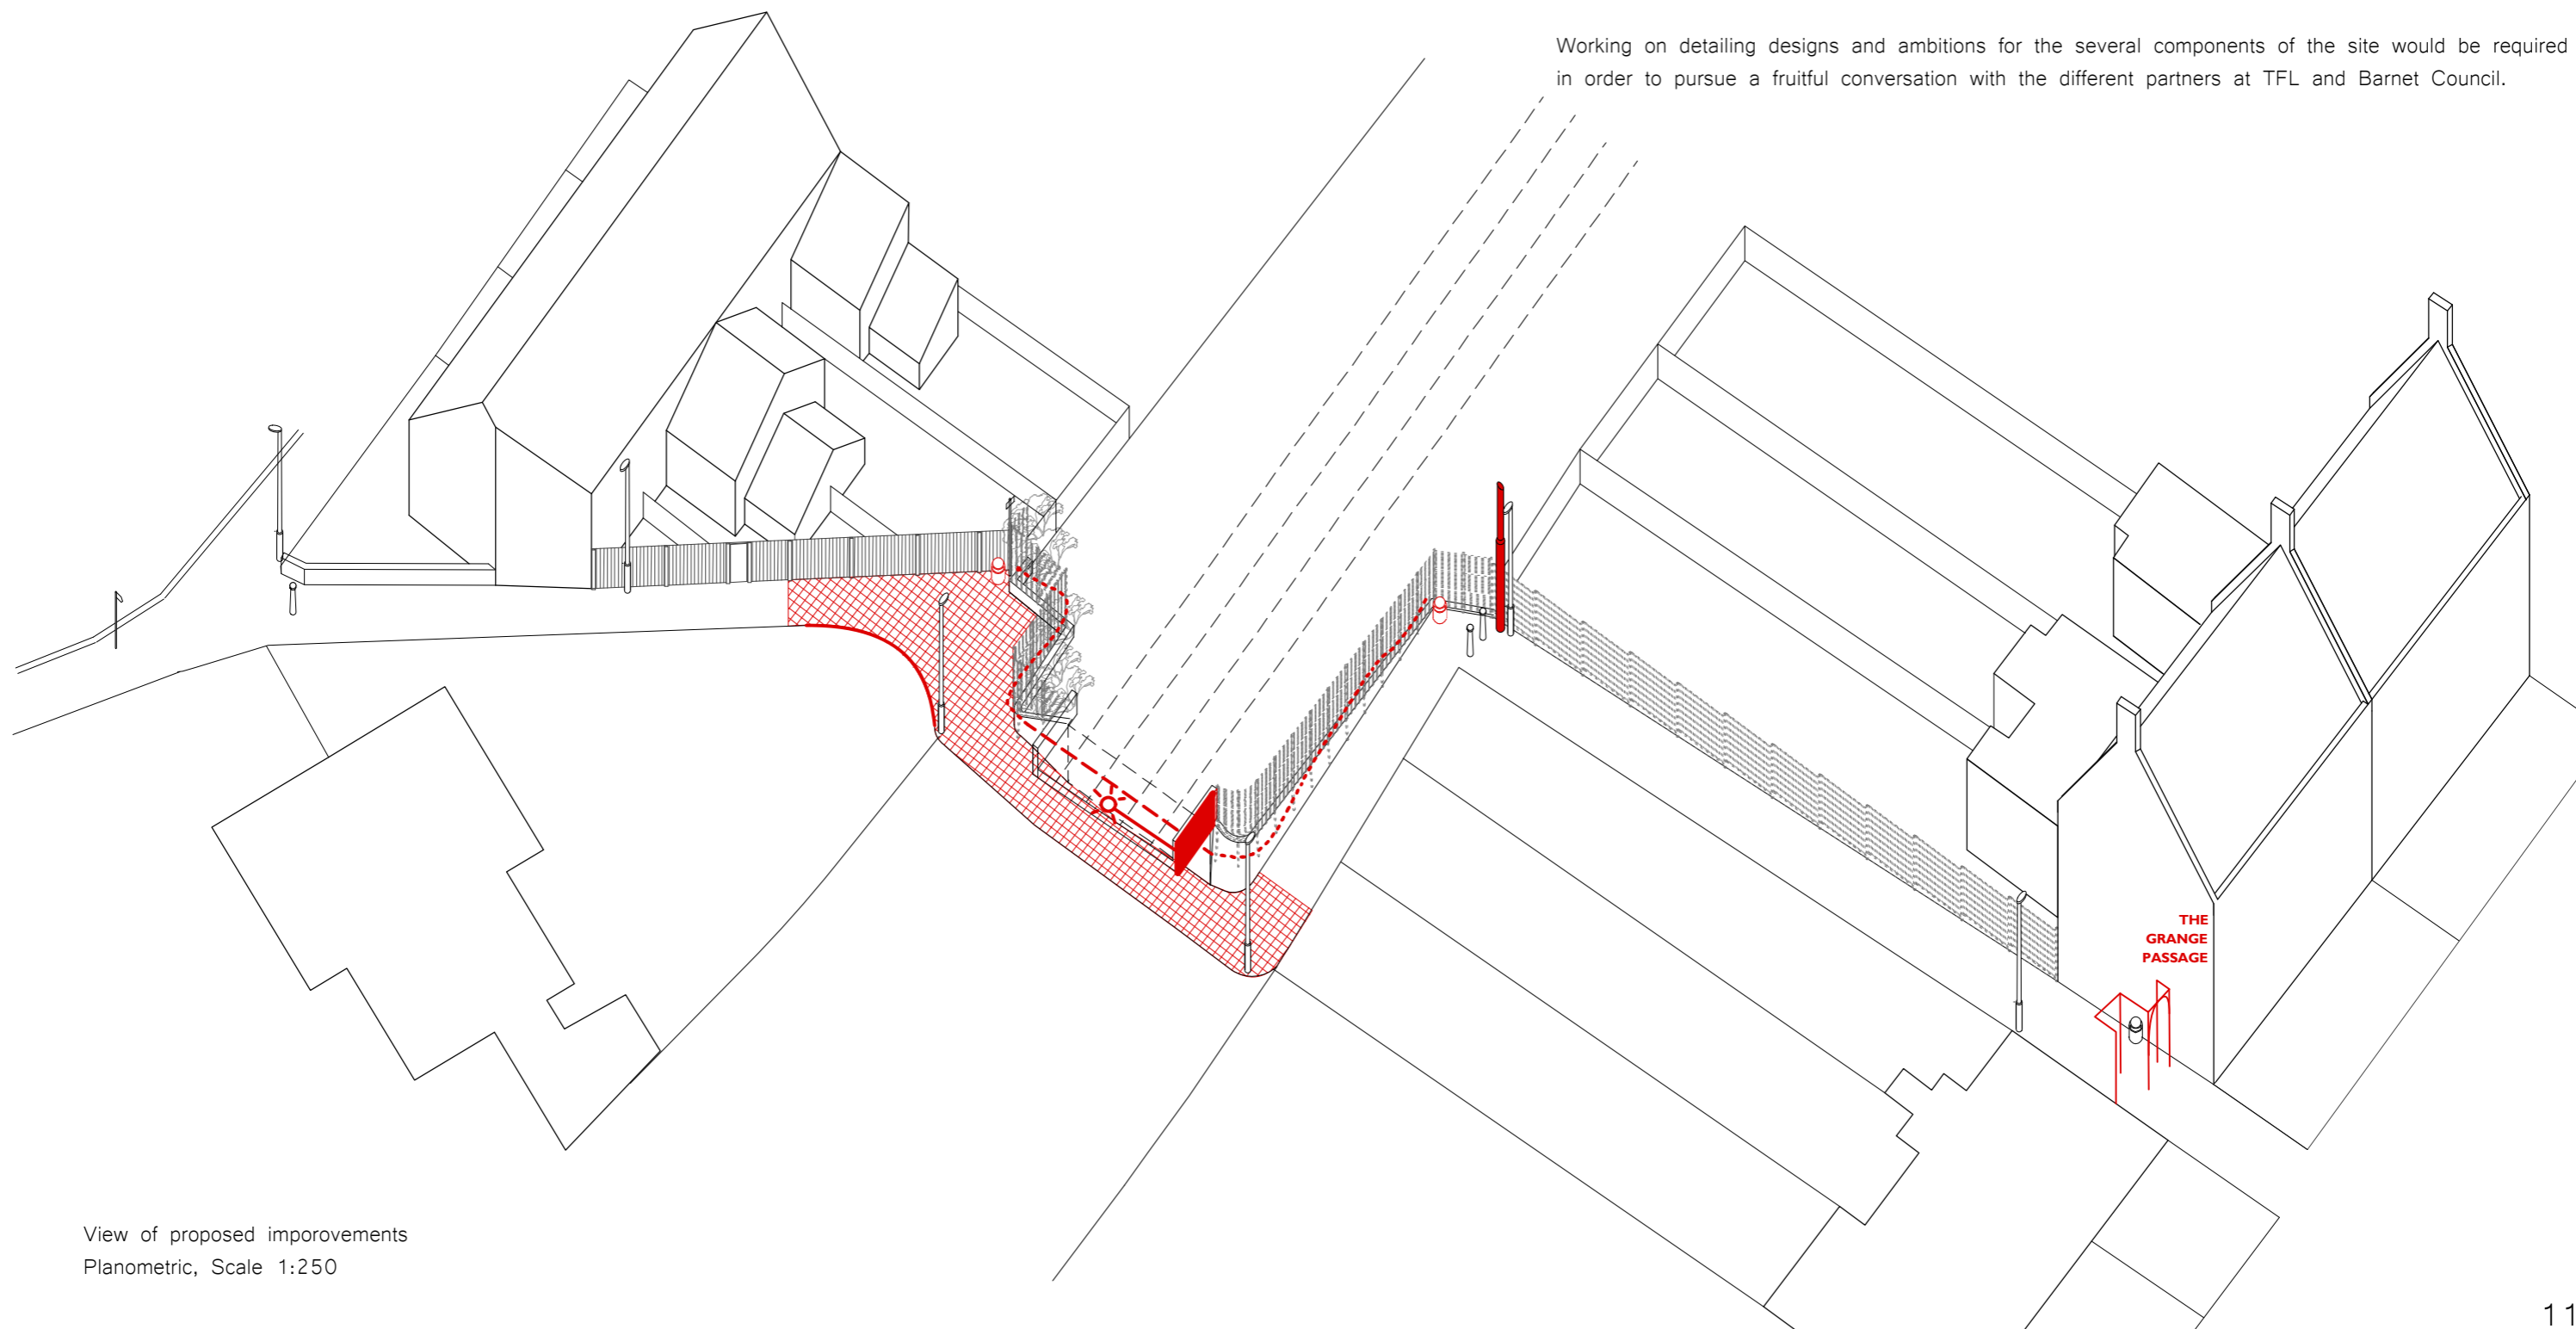 Working on detailing designs and ambitions for the several components of the site would be required
in order to pursue a fruitful conversation with the different partners at TFL and Barnet Council.
THE
GRANGE
PASSAGE
View of proposed imporovements
Planometric, Scale 1:250
11